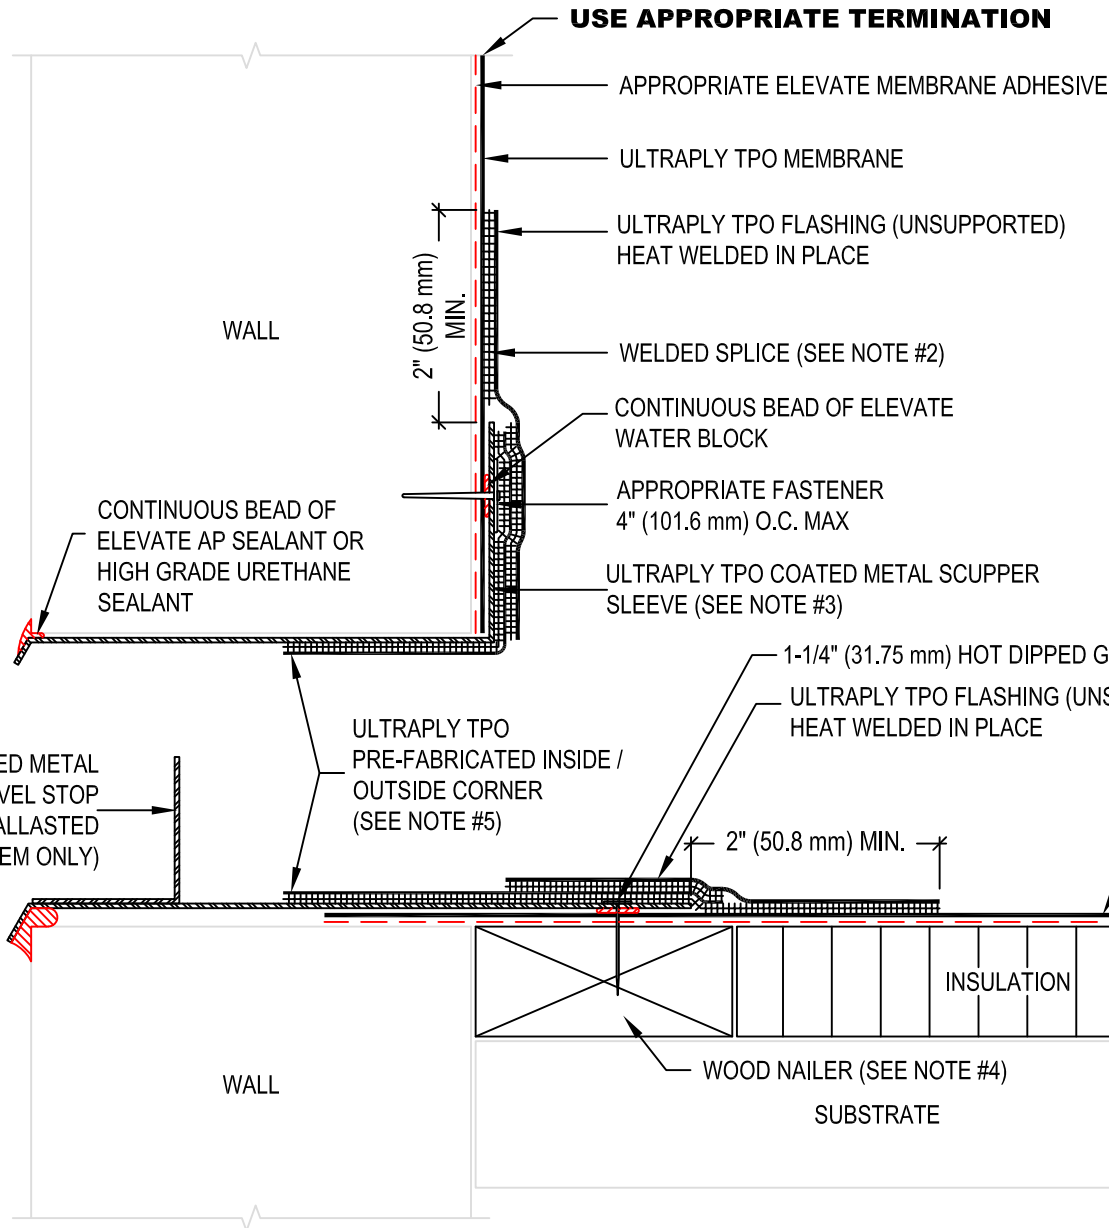 USE APPROPRIATE TERMINATION
APPROPRIATE ELEVATE MEMBRANE ADHESIVE
ULTRAPLY TPO MEMBRANE
ULTRAPLY TPO FLASHING (UNSUPPORTED)
HEAT WELDED IN PLACE
2" (50.8 mm)
MIN.
WALL
WELDED SPLICE (SEE NOTE #2)
CONTINUOUS BEAD OF ELEVATE
WATER BLOCK
APPROPRIATE FASTENER
4" (101.6 mm) O.C. MAX
CONTINUOUS BEAD OF
ELEVATE AP SEALANT OR
HIGH GRADE URETHANE
SEALANT
ULTRAPLY TPO COATED METAL SCUPPER
SLEEVE (SEE NOTE #3)
1-1/4" (31.75 mm) HOT DIPPED G
ULTRAPLY TPO FLASHING (UNS
HEAT WELDED IN PLACE
ULTRAPLY TPO
PRE-FABRICATED INSIDE /
OUTSIDE CORNER
(SEE NOTE #5)
ED METAL
VEL STOP
ALLASTED
EM ONLY)
2" (50.8 mm) MIN.
INSULATION
WOOD NAILER (SEE NOTE #4)
WALL
SUBSTRATE